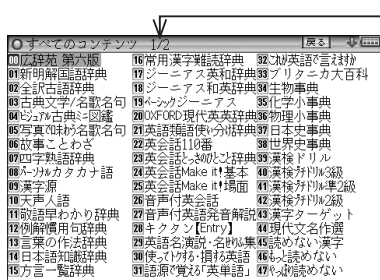 すべてのコンテンツ 1/2 戻る
00広辞苑 第六版
01新明解国語辞典
02全訳古語辞典
03古典文学/名歌名句
04ビジュアル古典ミニ図鑑
05写真で味わう名歌名句
06故事ことわざ
07四字熟語辞典
08パーソナルカタカナ語
09漢字源
10天声人語
11敬語早わかり辞典
12例解慣用句辞典
13言葉の作法辞典
14日本語知識辞典
15方言一覧辞典
16常用漢字難読辞典
17ジーニアス英和辞典
18ジーニアス和英辞典
19ベーシックジーニアス
20OXFORD現代英英辞典
21英語類語使い分け辞典
22英会話110番
23英会話とっさのひとこと辞典
24英会話Make it!基本
25英会話Make it!場面
26音声付英会話
27音声付英語発音解説
28キクタン【Entry】
29英語名演説・名せりふ集
30使ってトクする・損する英語
31語源で覚える「英単語」
32これが英語で言えますか
33ブリタニカ大百科
34生物事典
35化学小事典
36物理小事典
37日本史事典
38世界史事典
39漢検ドリル
40漢検分野ドリル3級
41漢検分野ドリル準2級
42漢検分野ドリル2級
43漢字ターゲット
44現代文名作選
45読めない漢字
46もっと読めない
47やっぱり読めない